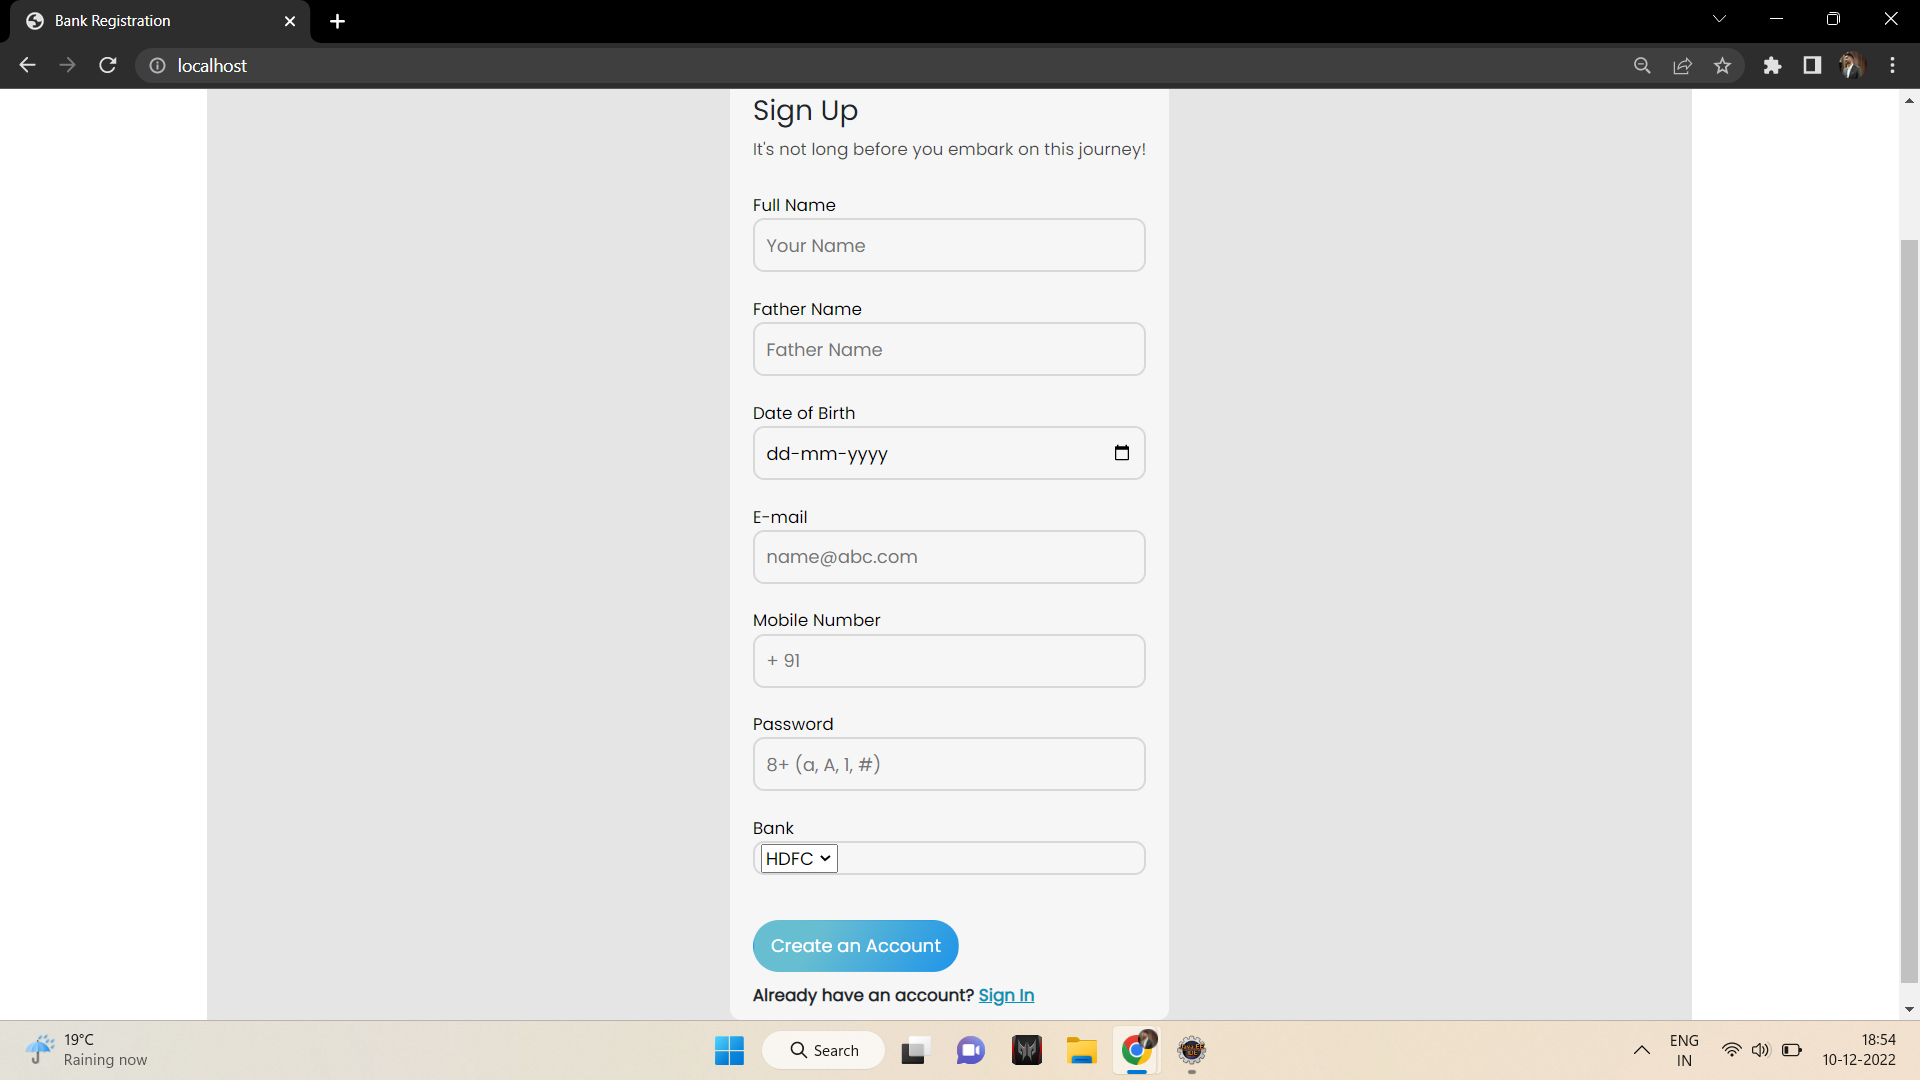 Bank Registration
localhost
Sign Up
It's not long before you embark on this journey!
Full Name
Your Name
Father Name
Father Name
Date of Birth
dd-mm-yyyy
E-mail
name@abc.com
Mobile Number
+ 91
Password
8+ (a, A, 1, #)
Bank
HDFC
Create an Account
Already have an account? Sign In
19°C
Raining now
Search
ENG
IN
18:54
10-12-2022